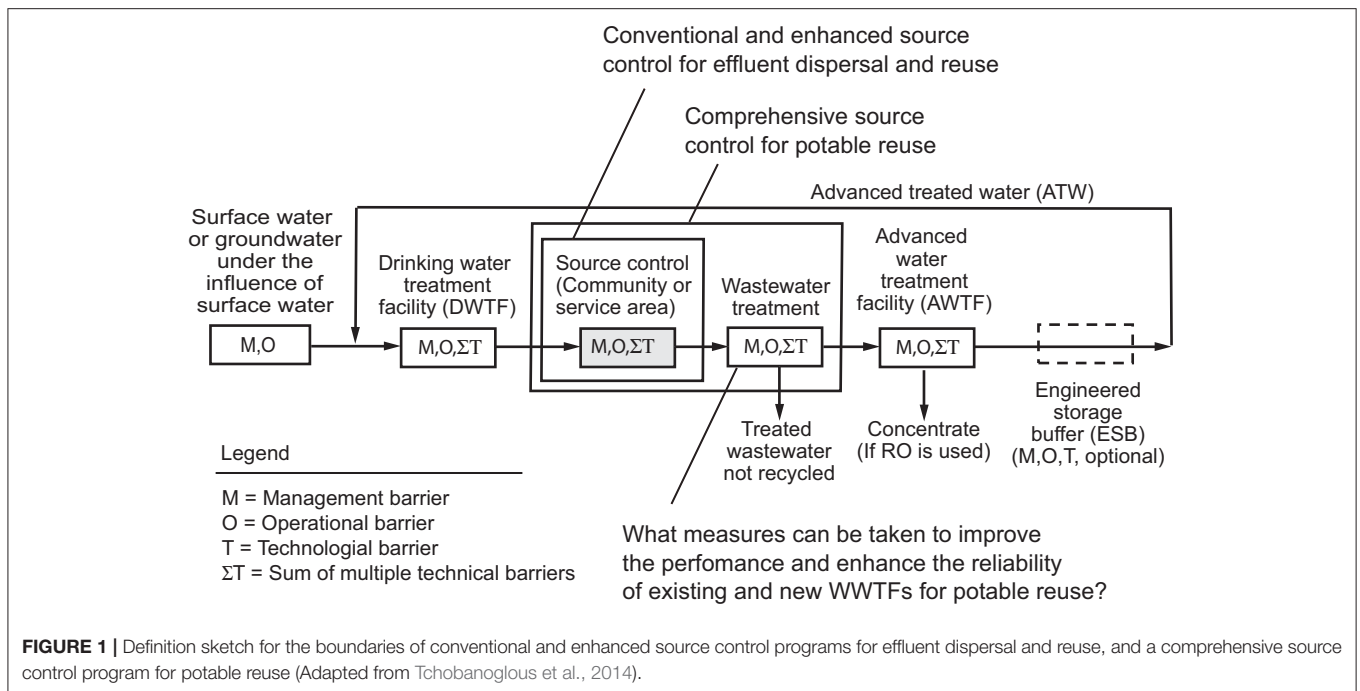 Conventional and enhanced source
control for effluent dispersal and reuse
Comprehensive source
control for potable reuse
Advanced treated water (ATW)
Surface water
or groundwater
under the
influence of
surface water
M,O
Drinking water
treatment
facility (DWTF)
M,O,ΣT
Source control
(Community or
service area)
M,O,ΣT
Wastewater
treatment
M,O,ΣT
Advanced
water
treatment
facility (AWTF)
M,O,ΣT
Treated
wastewater
not recycled
Concentrate
(If RO is used)
Engineered
storage
buffer (ESB)
(M,O,T, optional)
Legend
M = Management barrier
O = Operational barrier
T = Technologial barrier
ΣT = Sum of multiple technical barriers
What measures can be taken to improve
the perfomance and enhance the reliability
of existing and new WWTFs for potable reuse?
FIGURE 1 | Definition sketch for the boundaries of conventional and enhanced source control programs for effluent dispersal and reuse, and a comprehensive source
control program for potable reuse (Adapted from Tchobanoglous et al., 2014).